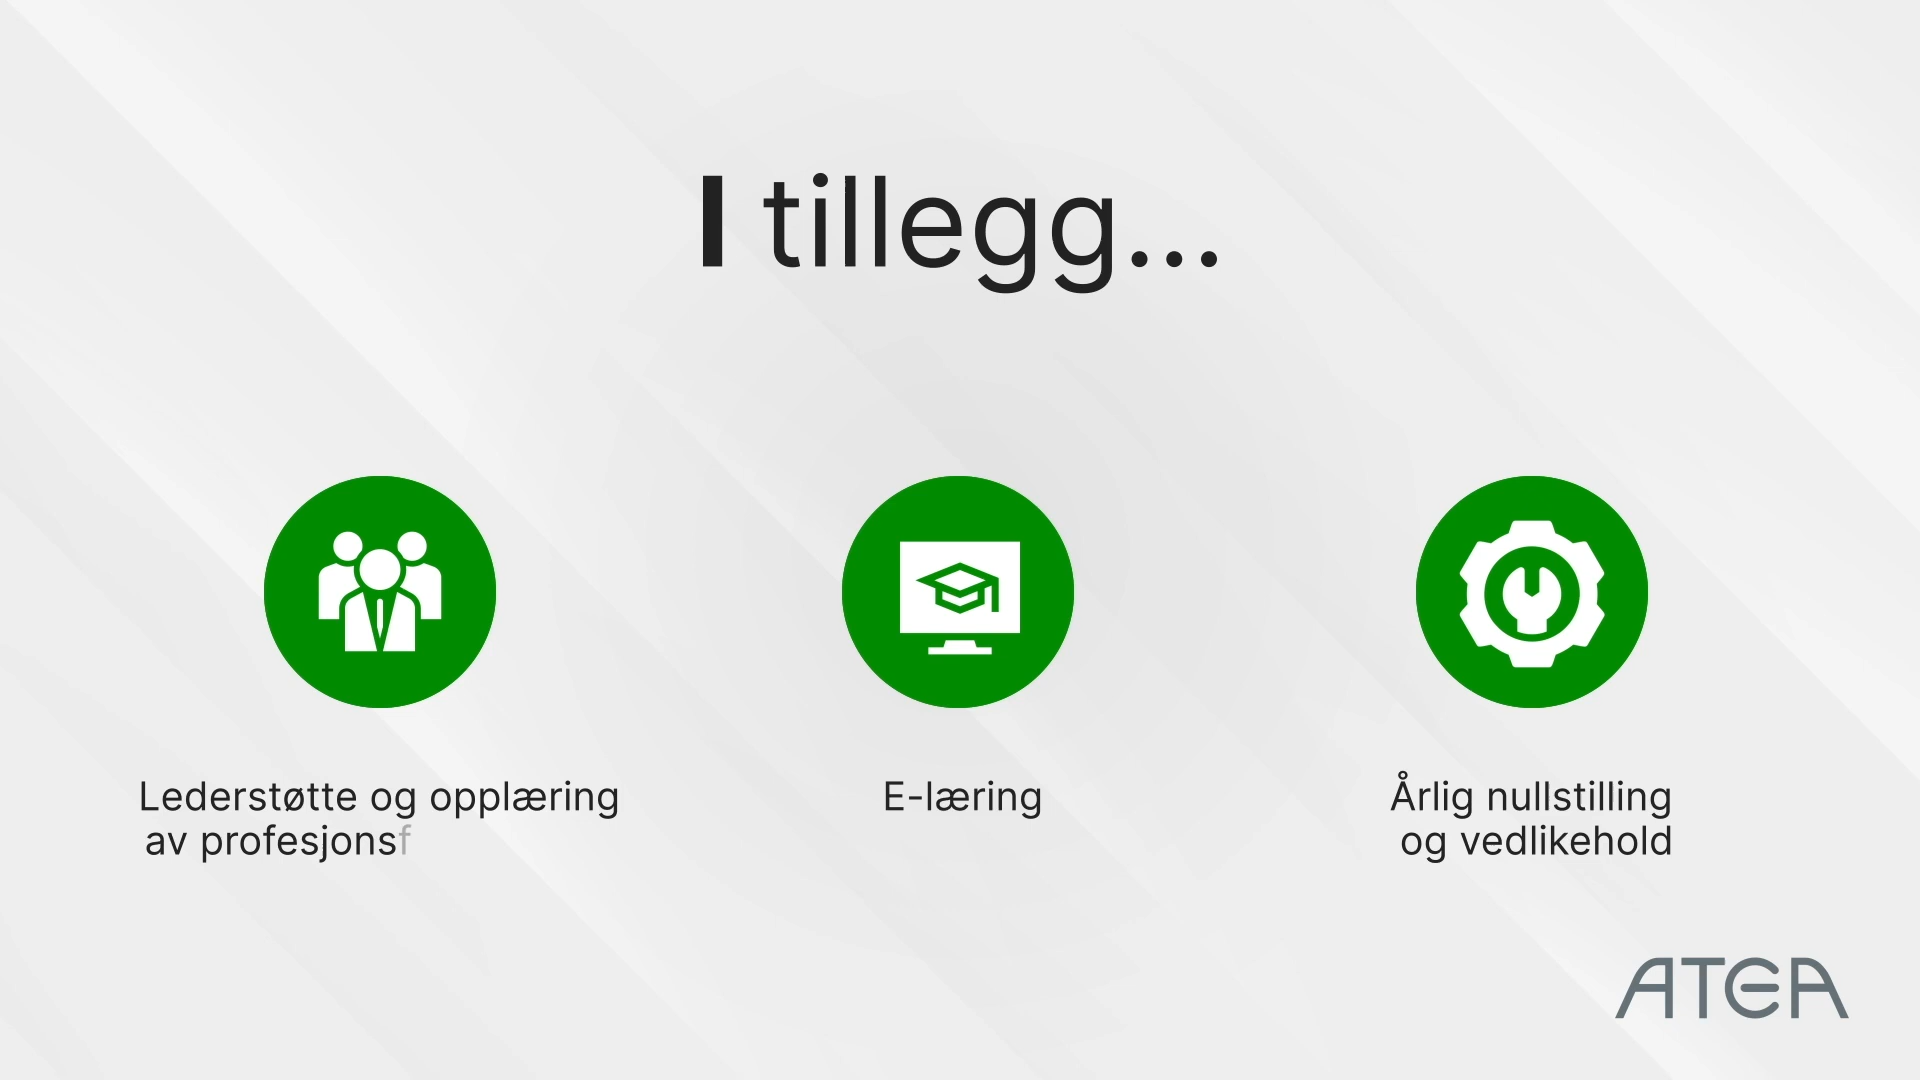 I tillegg...
Lederstøtte og opplæring
av profesjonsf
E-læring
Årlig nullstilling
og vedlikehold
ATEA